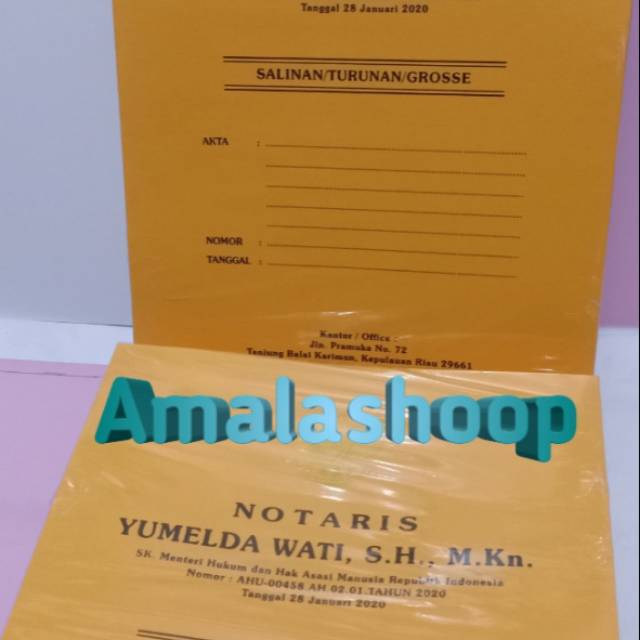 Tanggal 28 Januari 2020
SALINAN/TURUNAN/GROSSE
AKTA :
NOMOR :
TANGGAL :
Kantor / Office :
Jln. Pramuka No. 72
Tanjung Balai Karimun, Kepulauan Riau 29661
Amalashoop
NOTARIS
YUMELDA WATI, S.H., M.Kn.
SK. Menteri Hukum dan Hak Asasi Manusia Republik Indonesia
Nomor : AHU-00458.AH.02.01.TAHUN 2020
Tanggal 28 Januari 2020